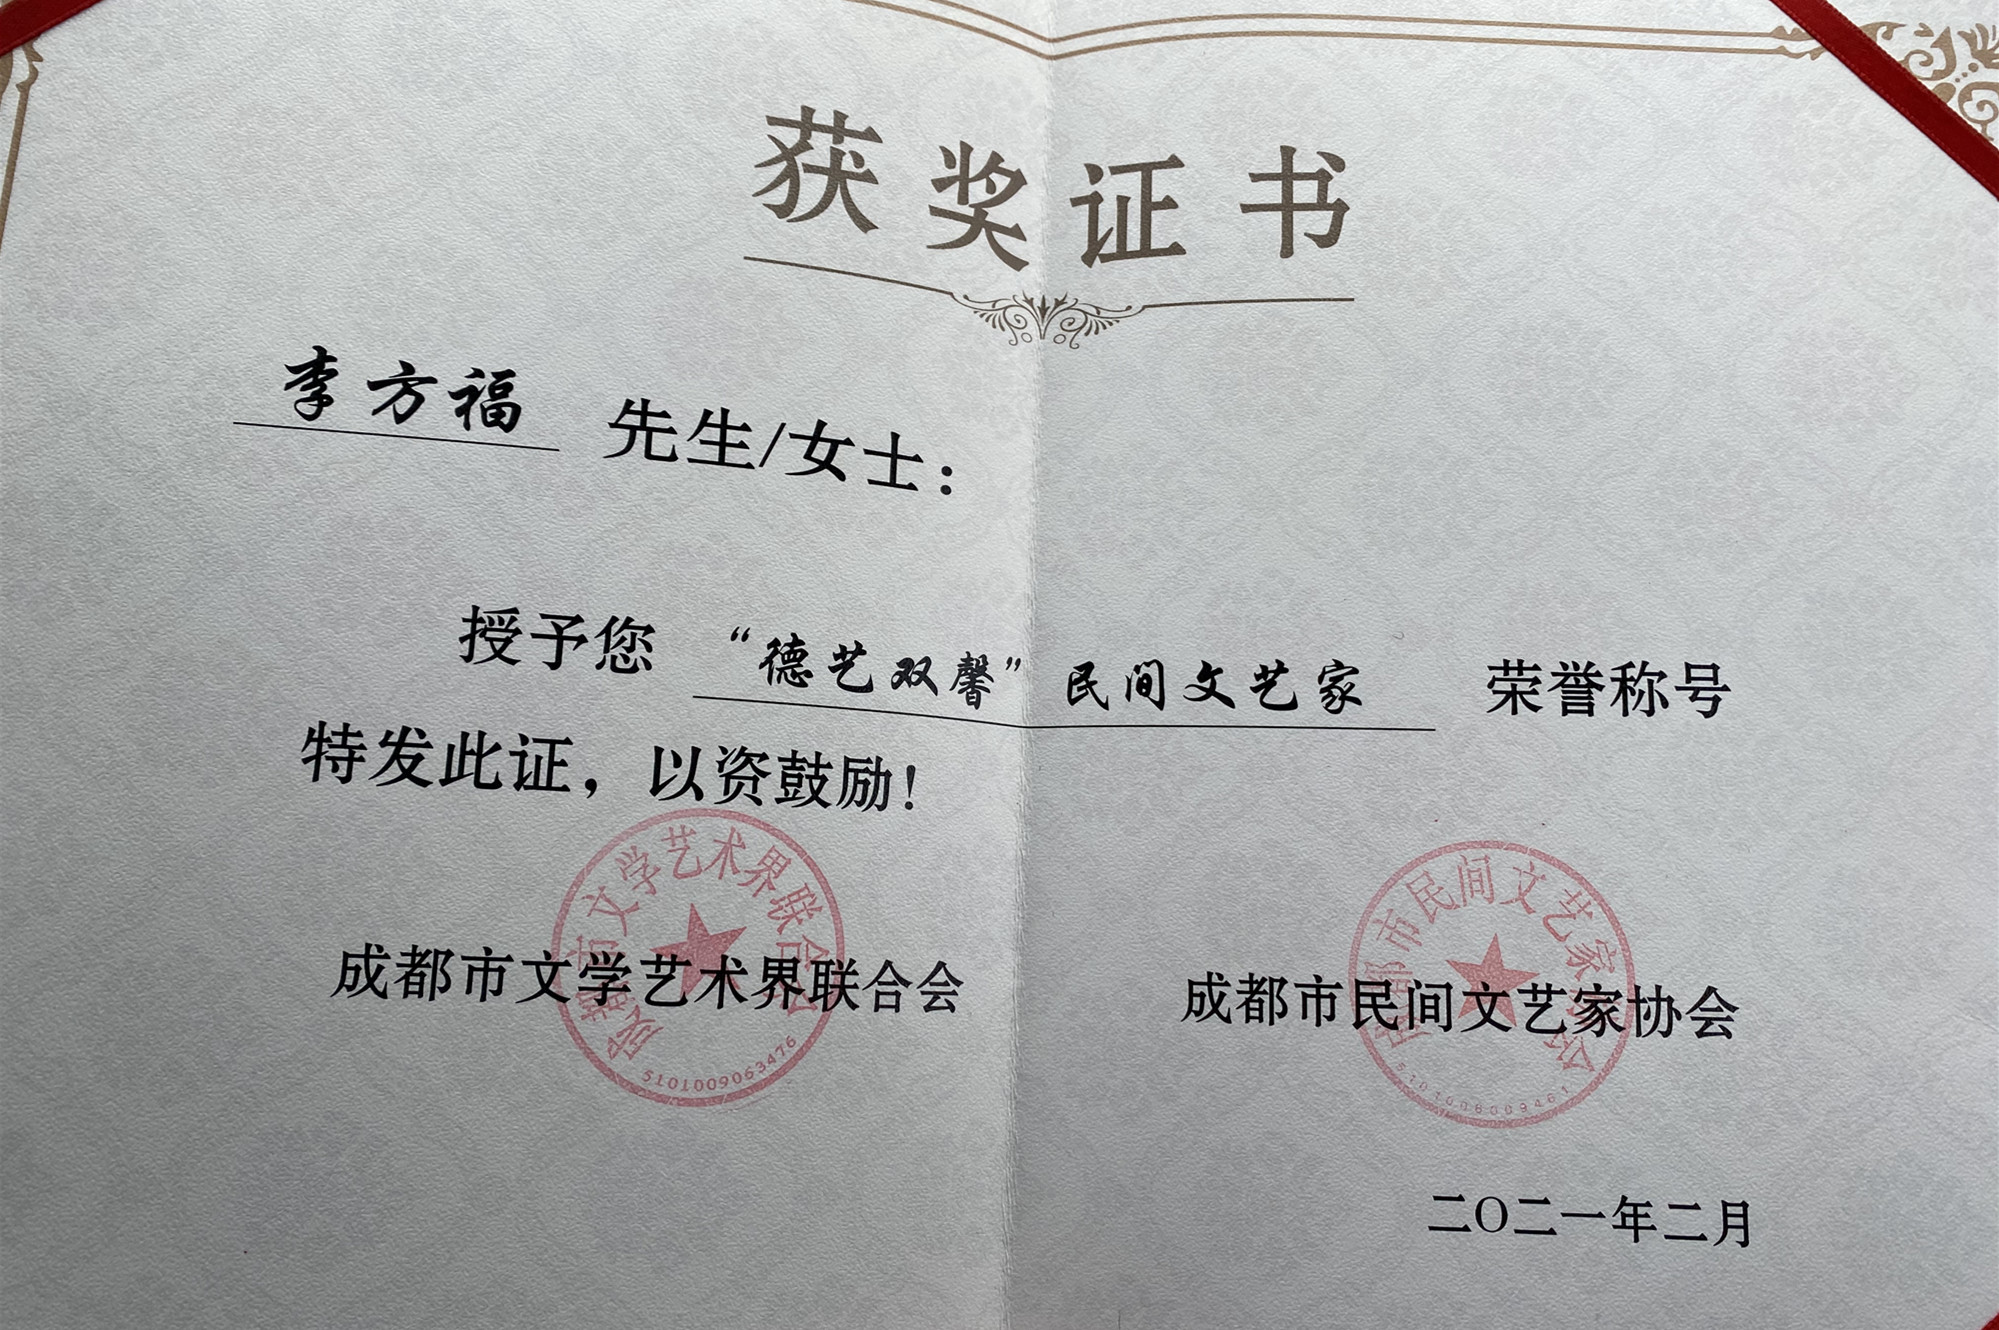 获奖证书
李方福 先生/女士：
授予您 “德艺双馨”民间文艺家 荣誉称号
特发此证，以资鼓励！
成都市文学艺术界联合会
5101009063476
成都市文学艺术界联合会
成都市民间文艺家协会
5101008009461
成都市民间文艺家协会
二〇二一年二月